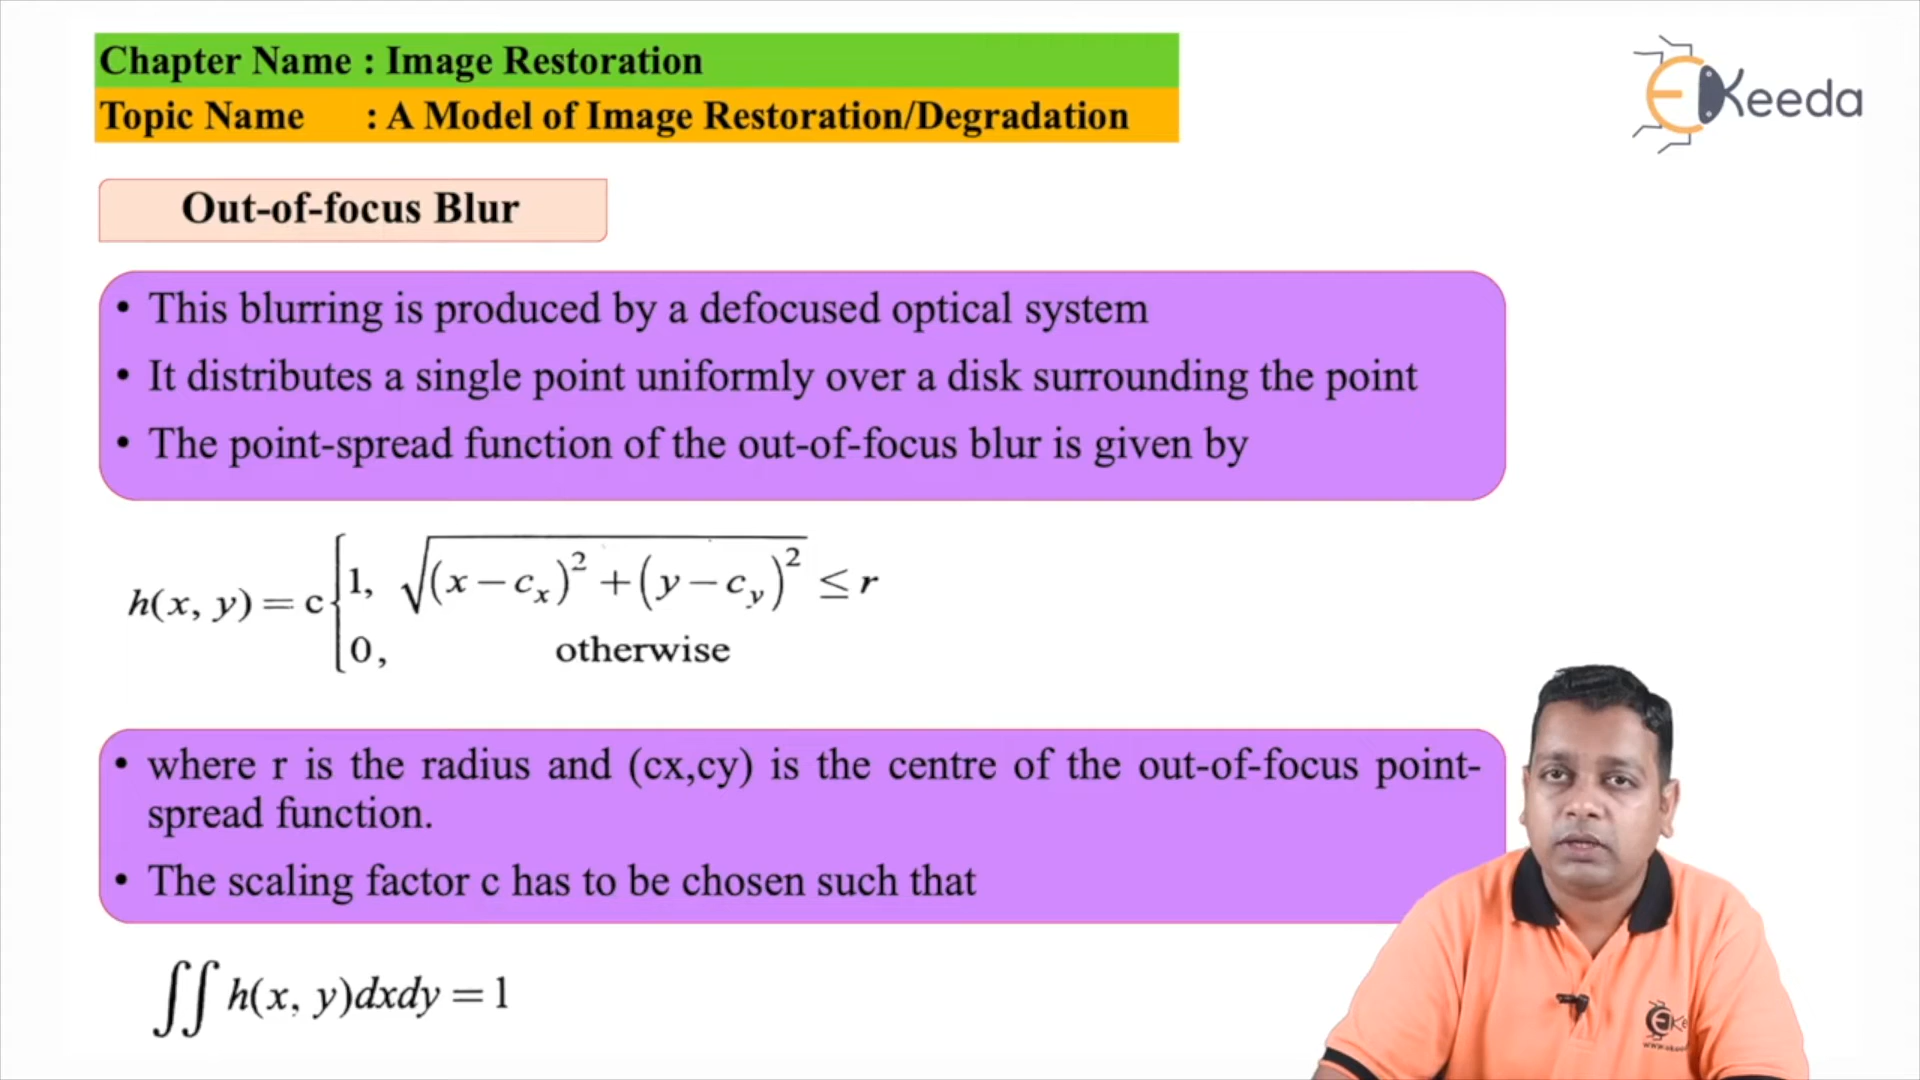 Chapter Name : Image Restoration
Topic Name : A Model of Image Restoration/Degradation
EKeeda
Out-of-focus Blur
• This blurring is produced by a defocused optical system
• It distributes a single point uniformly over a disk surrounding the point
• The point-spread function of the out-of-focus blur is given by
h(x, y) = c{1, √(x − cₓ)² + (y − c_y)² ≤ r
0, otherwise
• where r is the radius and (cx,cy) is the centre of the out-of-focus point-
spread function.
• The scaling factor c has to be chosen such that
∬ h(x, y)dxdy = 1